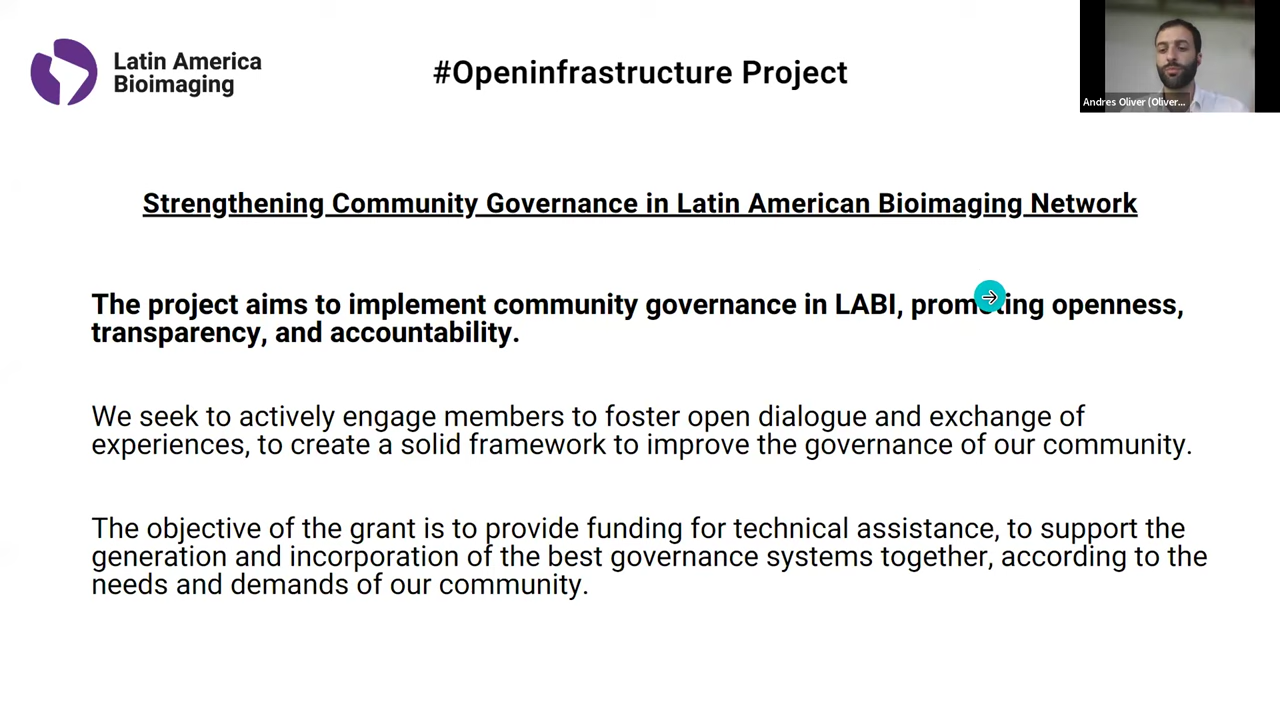 Latin America
Bioimaging
#Openinfrastructure Project
Andres Oliver (Oliver...
Strengthening Community Governance in Latin American Bioimaging Network
The project aims to implement community governance in LABI, promoting openness,
transparency, and accountability.
We seek to actively engage members to foster open dialogue and exchange of
experiences, to create a solid framework to improve the governance of our community.
The objective of the grant is to provide funding for technical assistance, to support the
generation and incorporation of the best governance systems together, according to the
needs and demands of our community.